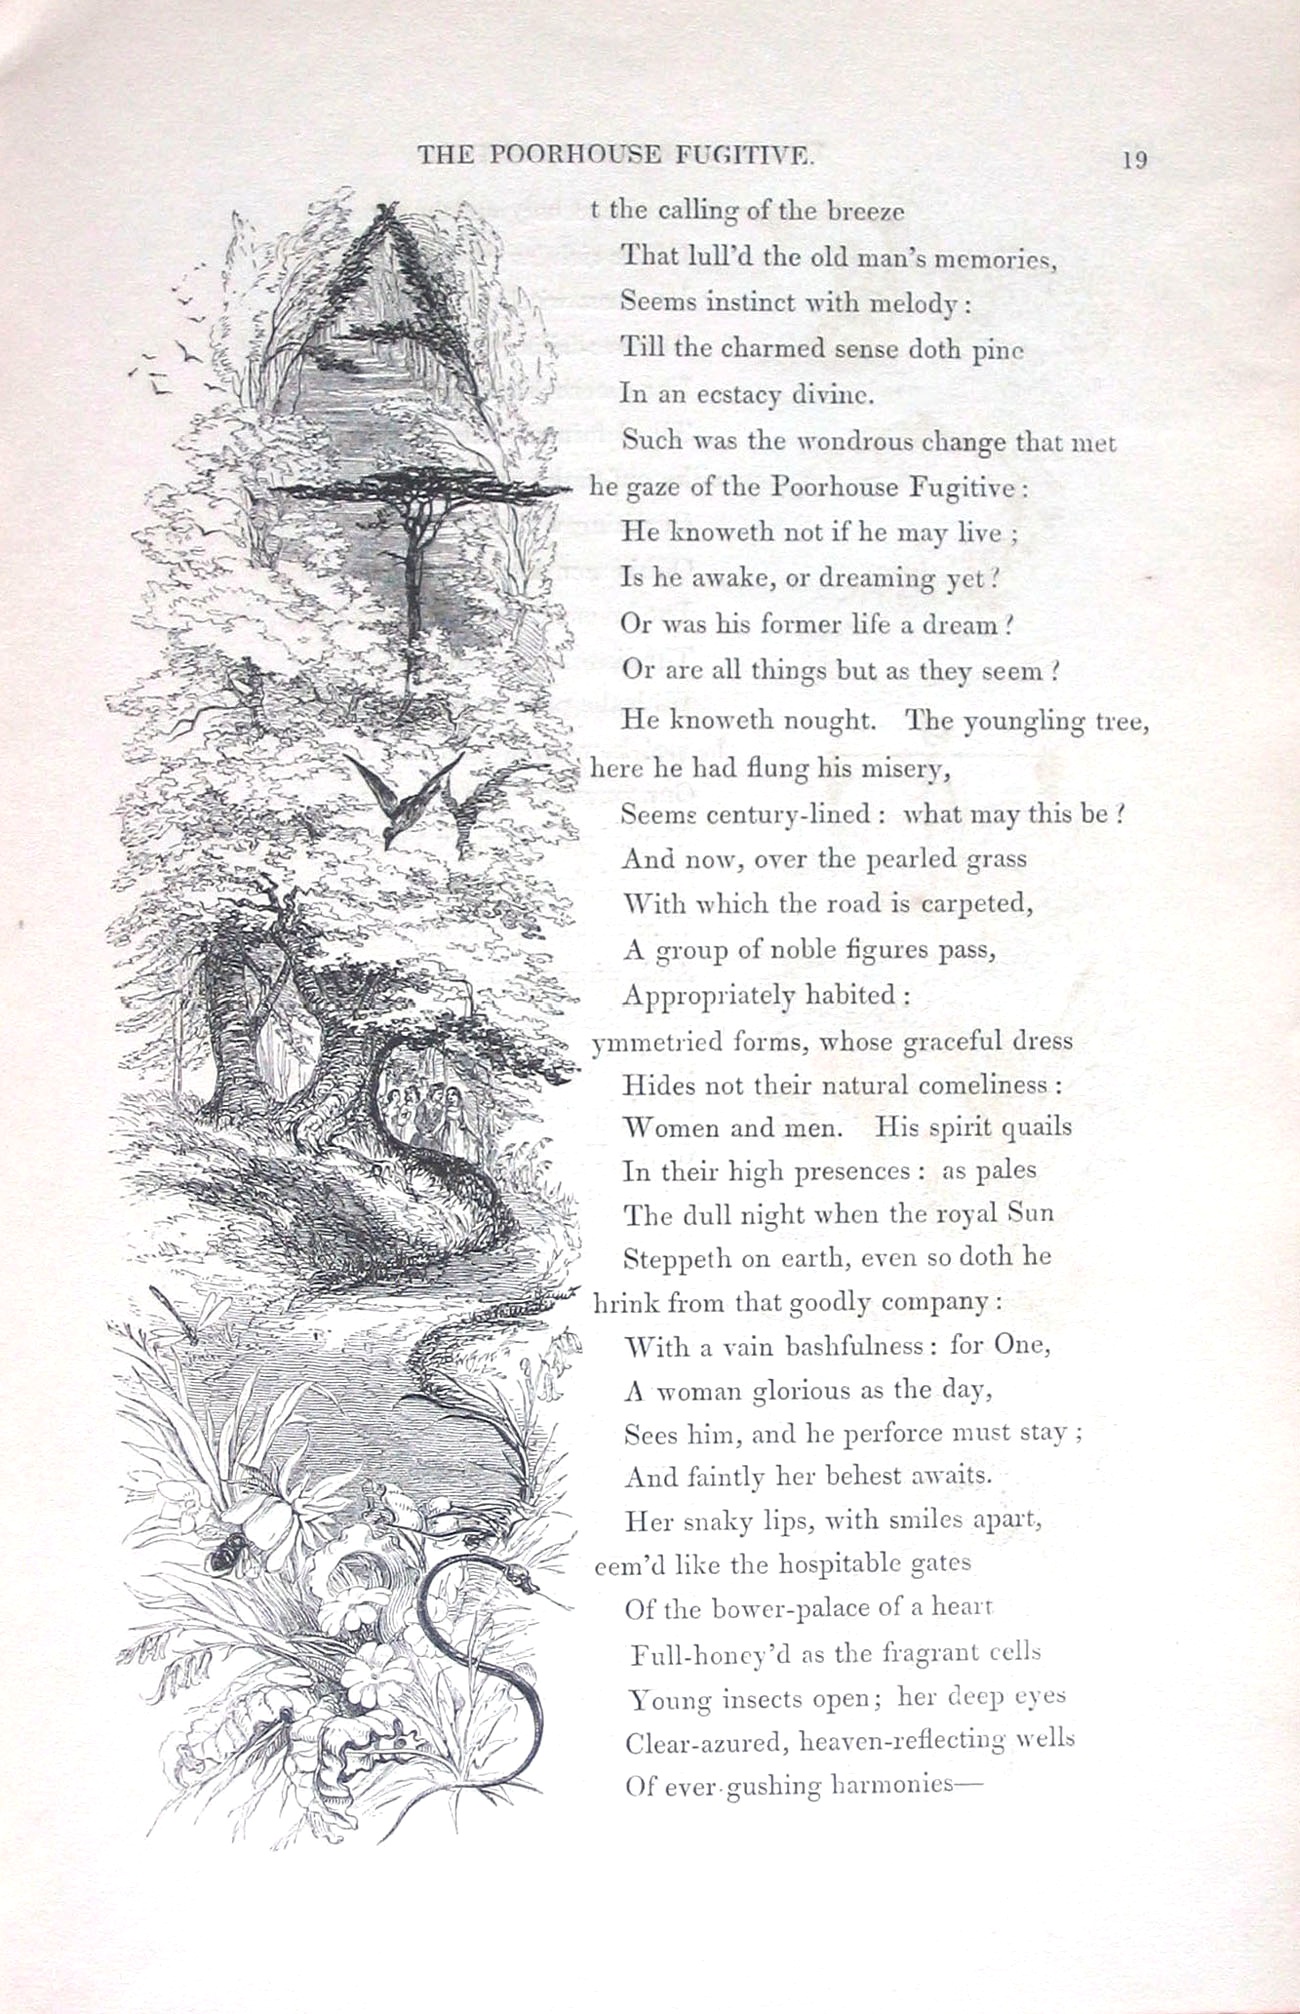 THE POORHOUSE FUGITIVE. 19
At the calling of the breeze
That lull'd the old man's memories,
Seems instinct with melody :
Till the charmed sense doth pine
In an ecstacy divine.
Such was the wondrous change that met
The gaze of the Poorhouse Fugitive :
He knoweth not if he may live ;
Is he awake, or dreaming yet ?
Or was his former life a dream ?
Or are all things but as they seem ?
He knoweth nought. The youngling tree,
Where he had flung his misery,
Seems century-lined : what may this be ?
And now, over the pearled grass
With which the road is carpeted,
A group of noble figures pass,
Appropriately habited :
Symmetried forms, whose graceful dress
Hides not their natural comeliness :
Women and men. His spirit quails
In their high presences : as pales
The dull night when the royal Sun
Steppeth on earth, even so doth he
Shrink from that goodly company :
With a vain bashfulness : for One,
A woman glorious as the day,
Sees him, and he perforce must stay ;
And faintly her behest awaits.
Her snaky lips, with smiles apart,
Seem'd like the hospitable gates
Of the bower-palace of a heart
Full-honey'd as the fragrant cells
Young insects open ; her deep eyes
Clear-azured, heaven-reflecting wells
Of ever-gushing harmonies—